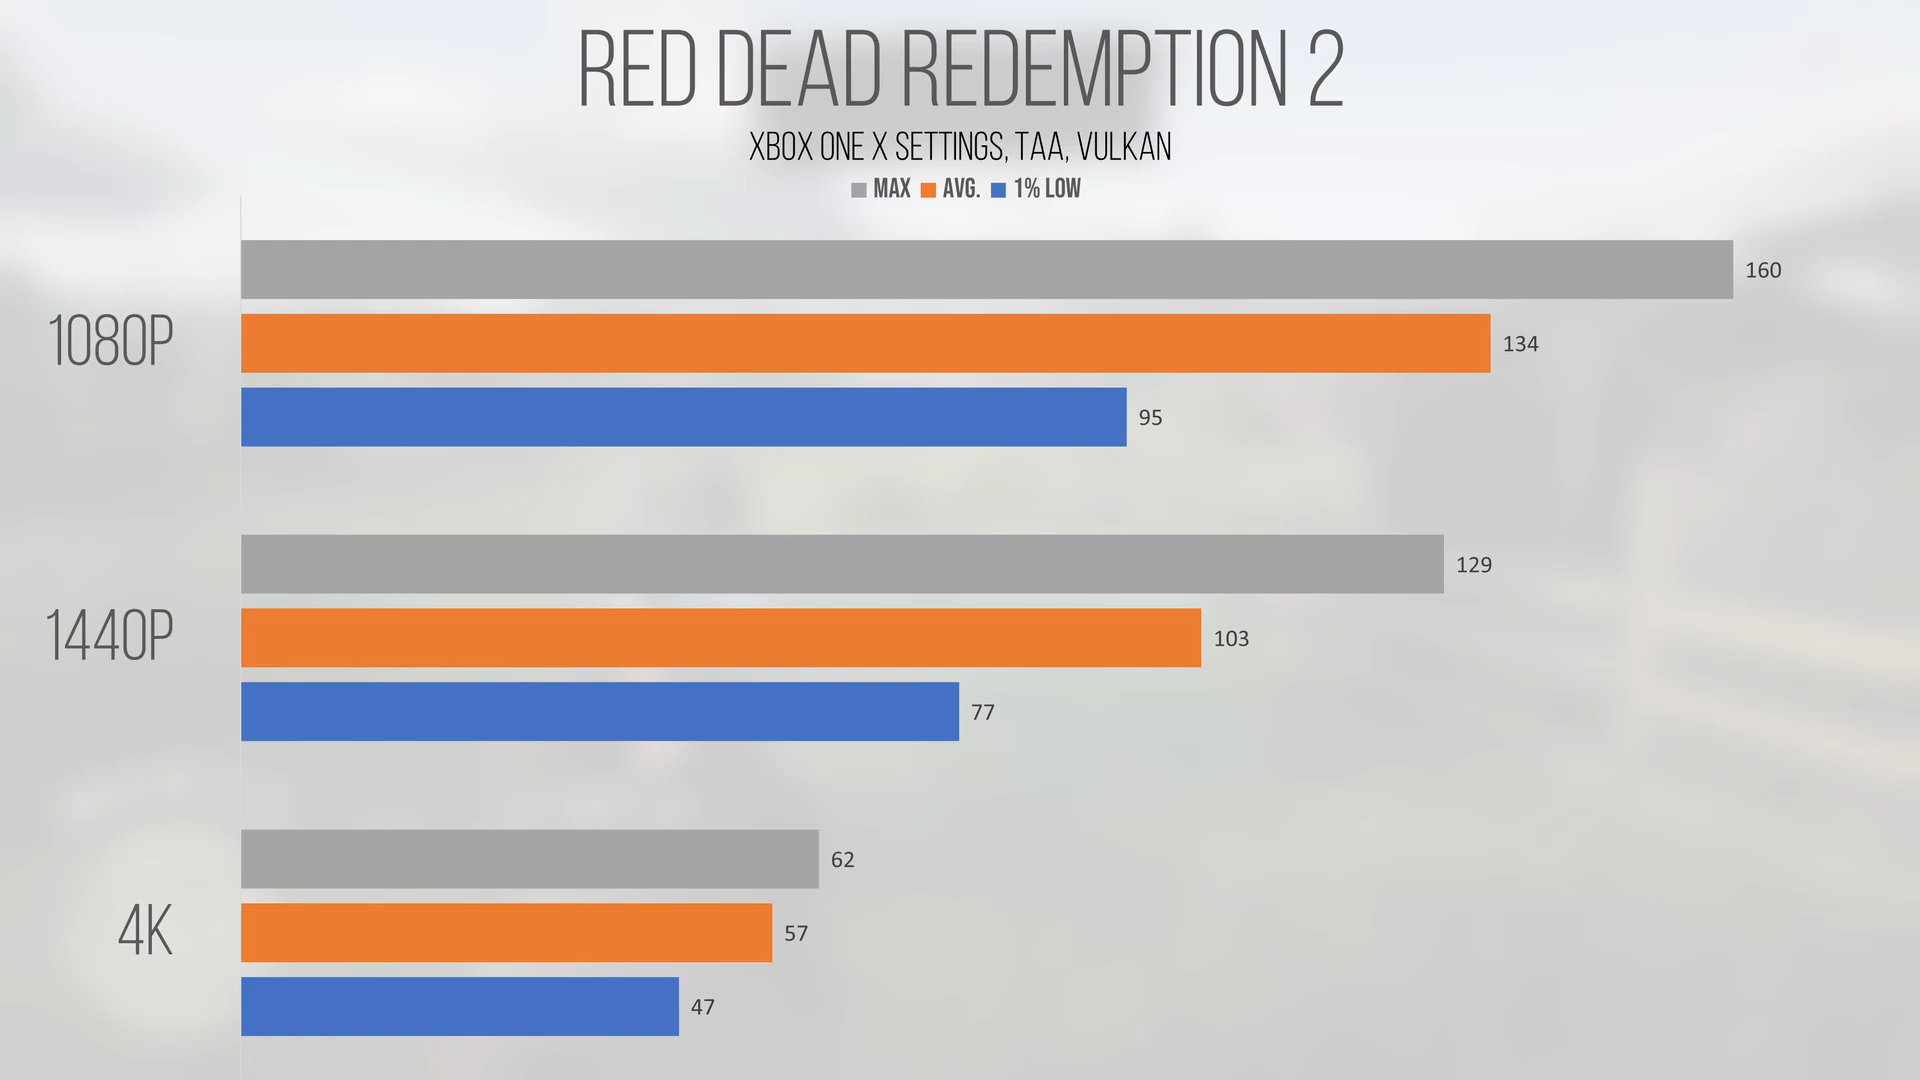 RED DEAD REDEMPTION 2
XBOX ONE X SETTINGS, TAA, VULKAN
MAX AVG. 1% LOW
160
1080P
134
95
129
1440P
103
77
62
4K
57
47